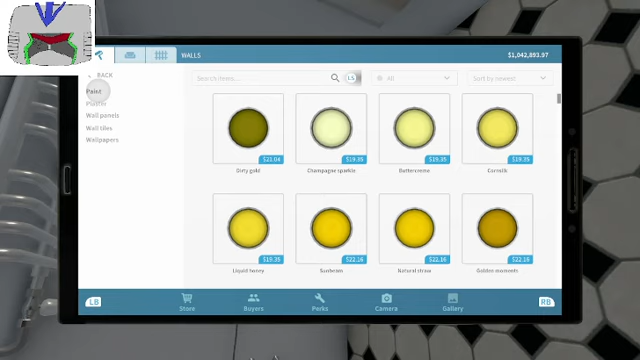 WALLS
$1,042,893.97
BACK
Search items...
LS
All
Sort by newest
Paint
Plaster
Wall panels
Wall tiles
Wallpapers
$21.04
$19.35
$19.35
$19.35
Dirty gold
Champagne sparkle
Buttercreme
$19.35
$22.16
$22.16
$22.16
Liquid honey
Sunbeam
Natural straw
Golden moments
LB
Store
Buyers
Perks
Camera
Gallery
RB